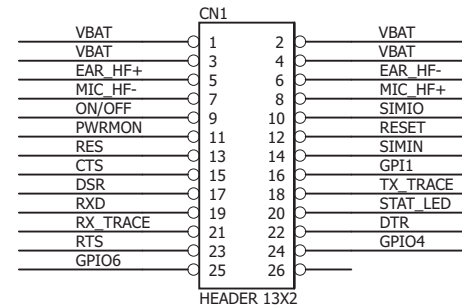 CN1
VBAT 1 2 VBAT
VBAT 3 4 VBAT
EAR_HF+ 5 6 EAR_HF-
MIC_HF- 7 8 MIC_HF+
ON/OFF 9 10 SIMIO
PWRMON 11 12 RESET
RES 13 14 SIMIN
CTS 15 16 GPI1
DSR 17 18 TX_TRACE
RXD 19 20 STAT_LED
RX_TRACE 21 22 DTR
RTS 23 24 GPIO4
GPIO6 25 26
HEADER 13X2